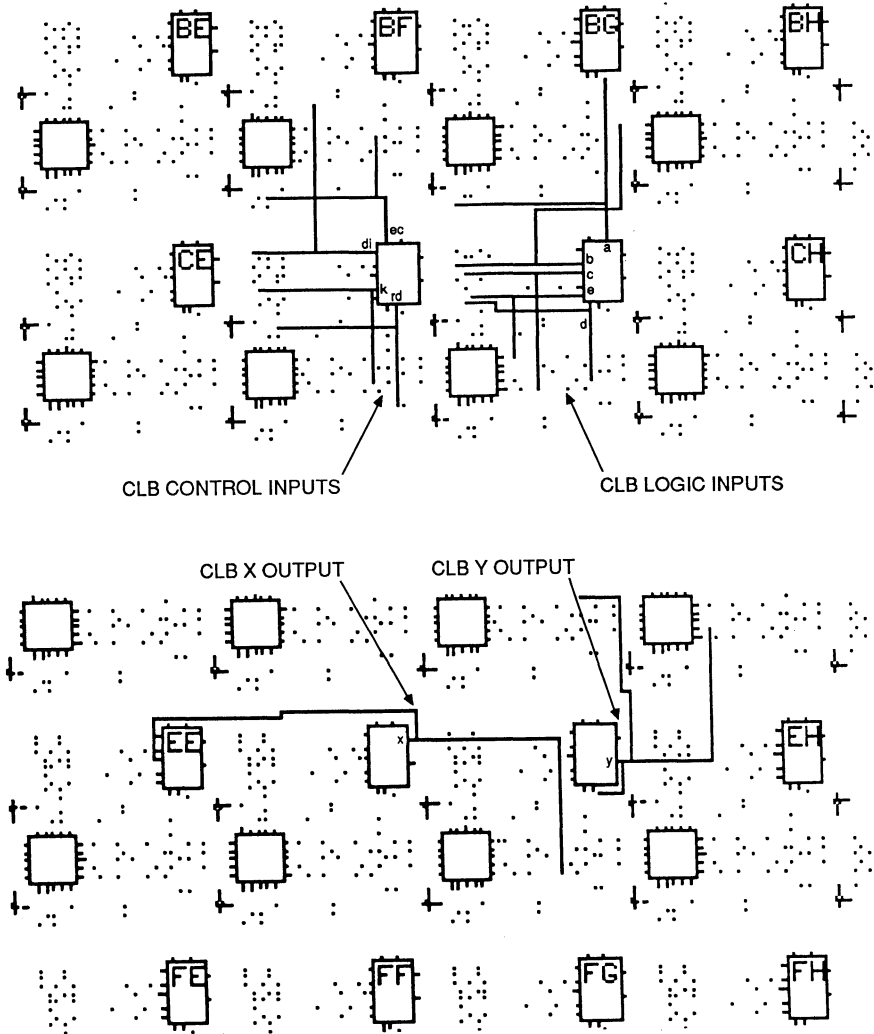 BE BF BG BH
ec
di a
CE b CH
c
k e
rd
d
CLB CONTROL INPUTS CLB LOGIC INPUTS
CLB X OUTPUT CLB Y OUTPUT
EE x EH
y
FE FF FG FH